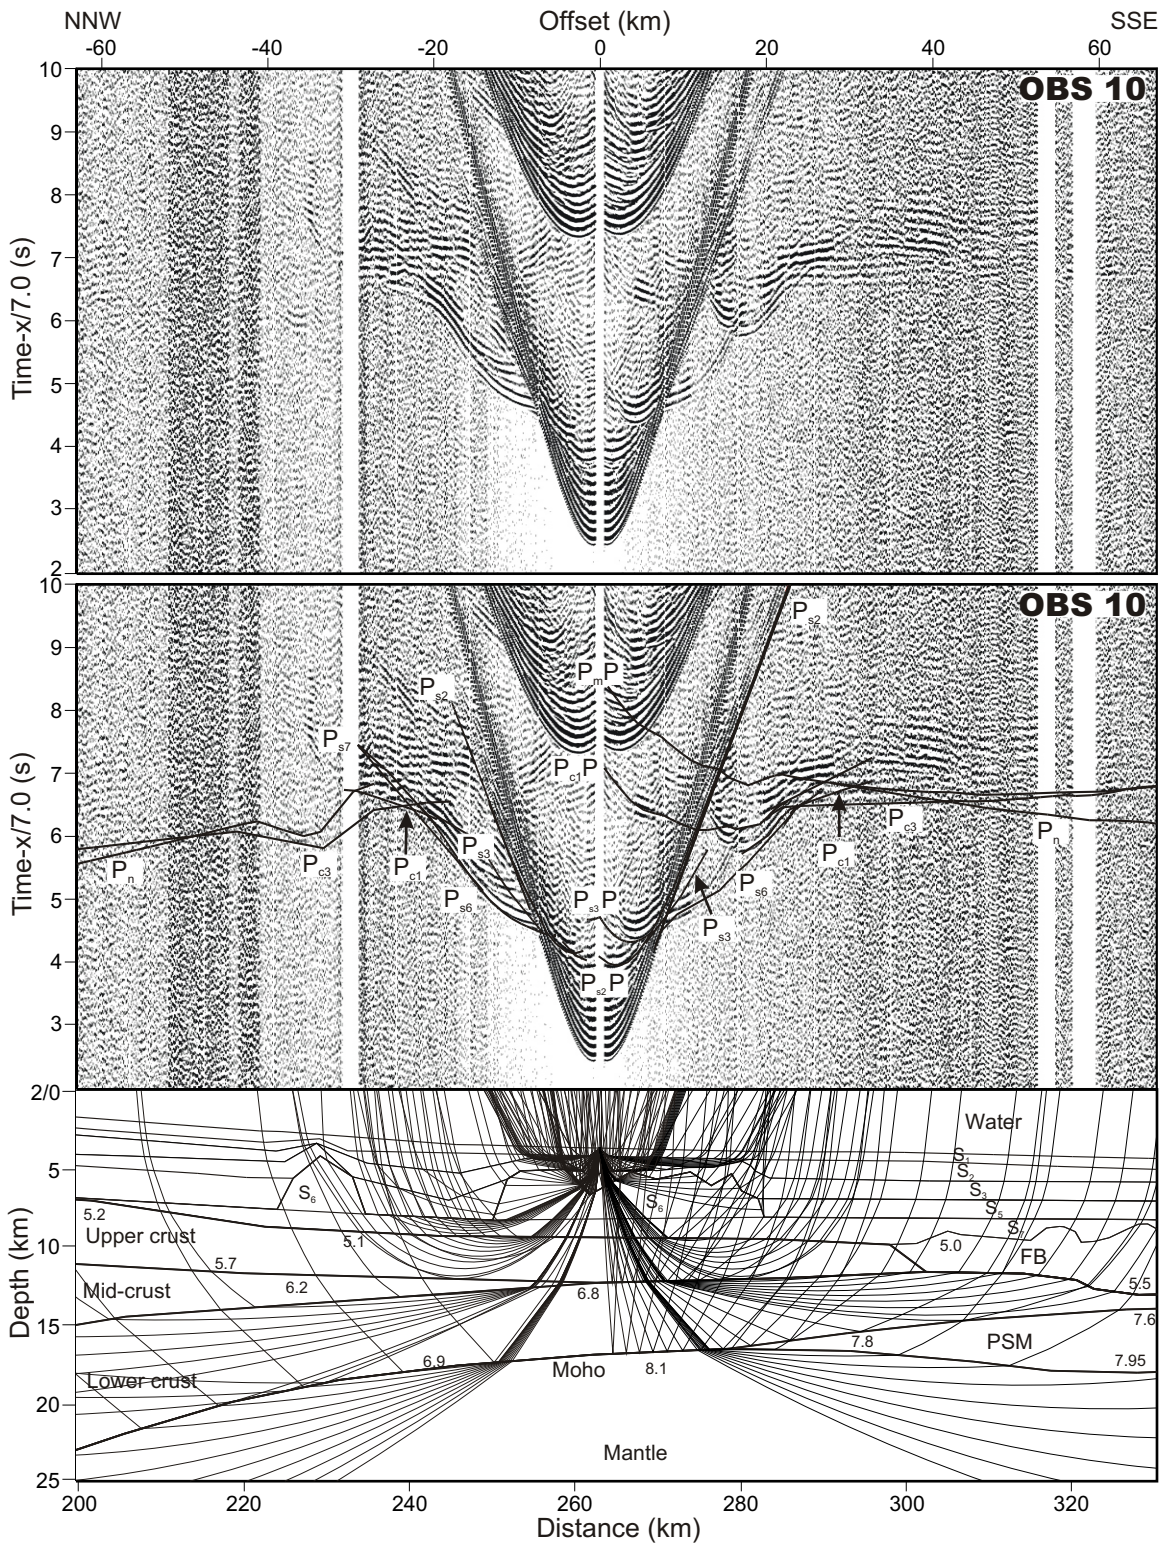 NNW Offset (km) SSE
-60 -40 -20 0 20 40 60
10
OBS 10
9
8
7
6
5
4
3
2
Time-x/7.0 (s)
10
OBS 10
Ps2
9
PmP
Ps2
8
Ps7
7
Pc1P
6
Pc3
Pn
Ps3
Pn
Pc3
Pc1
Pc1
Ps6
5
Ps6
Ps3P
Ps3
4
Ps2P
3
2/0
Time-x/7.0 (s)
Water
S1
5
S2
S6
S6
S3
S5
5.2
Upper crust
5.1
S
10
5.0
FB
5.7
Mid-crust
6.2
6.8
5.5
15
7.6
7.8
PSM
6.9
Moho
8.1
7.95
Lower crust
20
Mantle
25
Depth (km)
200 220 240 260 280 300 320
Distance (km)